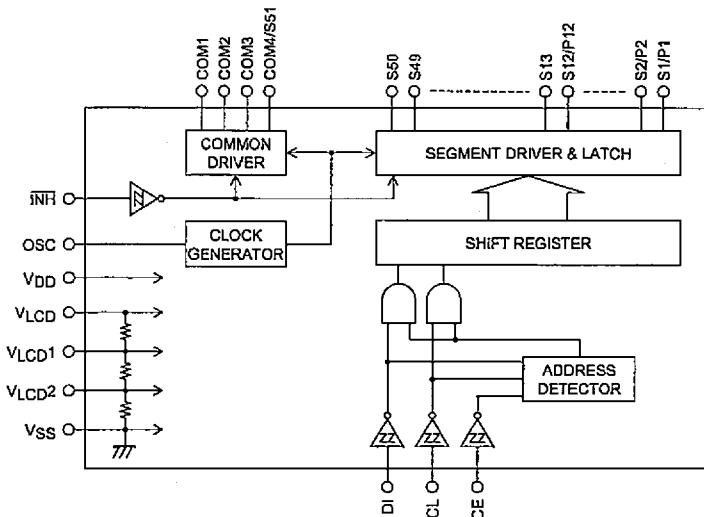 COM1
COM2
COM3
COM4/S51
S50
S49
S13
S12/P12
S2/P2
S1/P1
COMMON
DRIVER
SEGMENT DRIVER & LATCH
INH
OSC
CLOCK
GENERATOR
SHIFT REGISTER
VDD
VLCD
VLCD1
VLCD2
VSS
ADDRESS
DETECTOR
DI
CL
CE